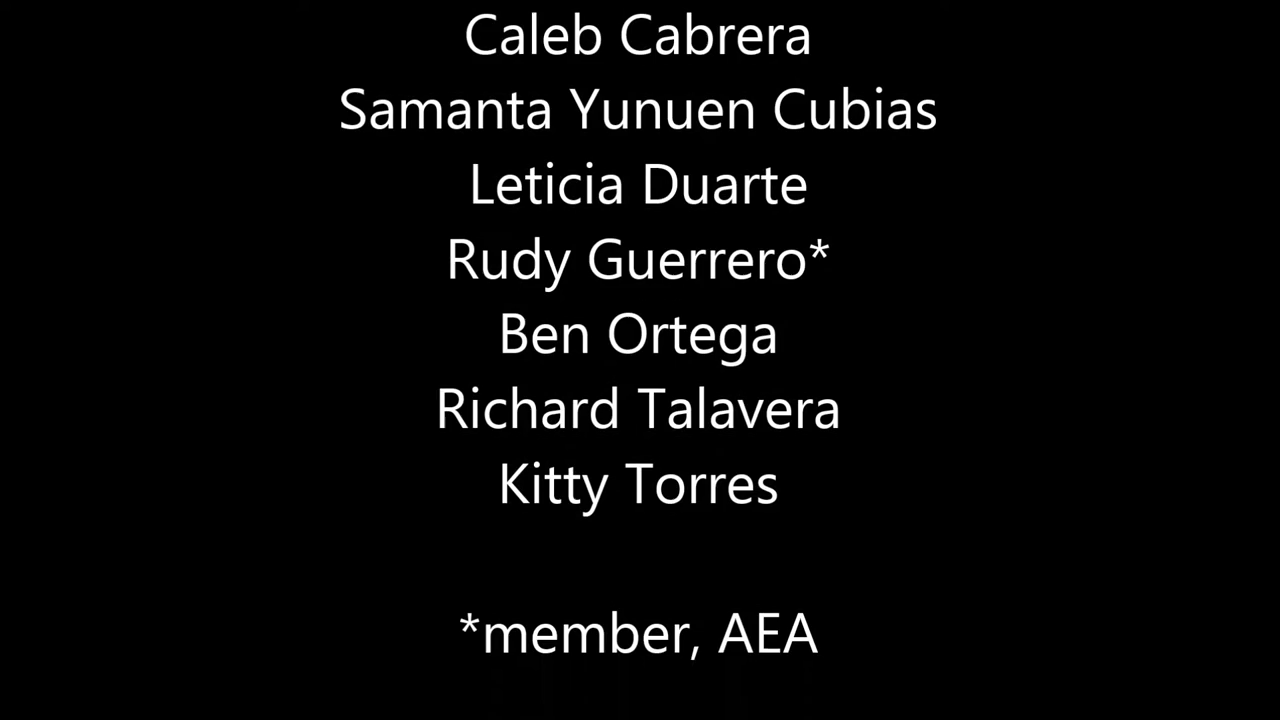 Caleb Cabrera
Samanta Yunuen Cubias
Leticia Duarte
Rudy Guerrero*
Ben Ortega
Richard Talavera
Kitty Torres
*member, AEA